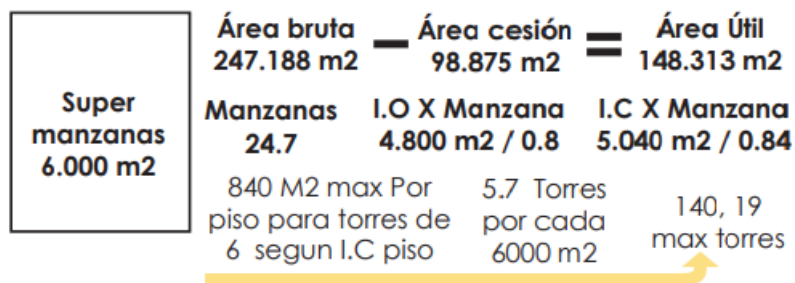 Super
manzanas
6.000 m2
Área bruta
247.188 m2
Área cesión
98.875 m2
Área Útil
148.313 m2
Manzanas
24.7
I.O X Manzana
4.800 m2 / 0.8
I.C X Manzana
5.040 m2 / 0.84
840 M2 max Por
piso para torres de
6 segun I.C piso
5.7 Torres
por cada
6000 m2
140, 19
max torres